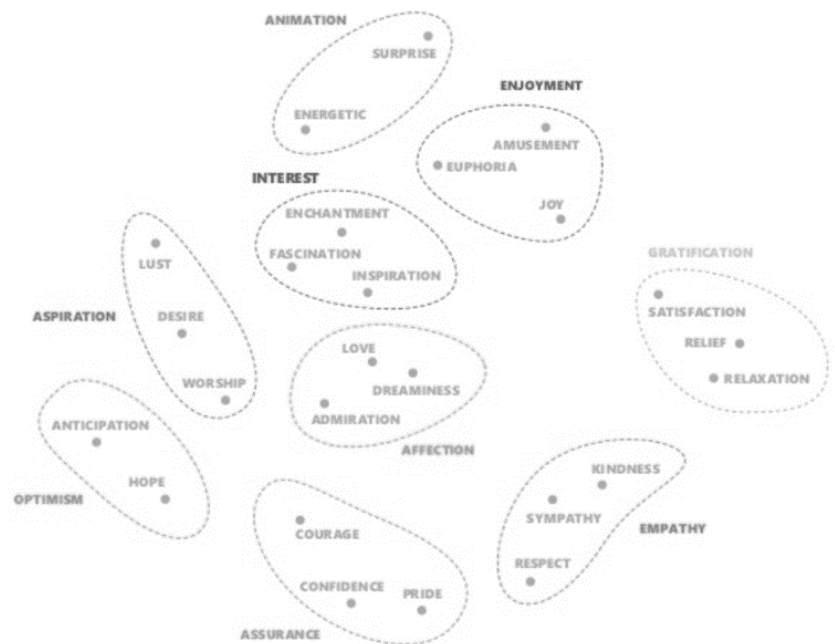 ANIMATION
SURPRISE
ENERGETIC
ENJOYMENT
AMUSEMENT
EUPHORIA
JOY
INTEREST
ENCHANTMENT
FASCINATION
INSPIRATION
GRATIFICATION
SATISFACTION
RELIEF
RELAXATION
ASPIRATION
LUST
DESIRE
WORSHIP
LOVE
DREAMINESS
ADMIRATION
AFFECTION
ANTICIPATION
HOPE
OPTIMISM
KINDNESS
SYMPATHY
RESPECT
EMPATHY
COURAGE
CONFIDENCE
PRIDE
ASSURANCE